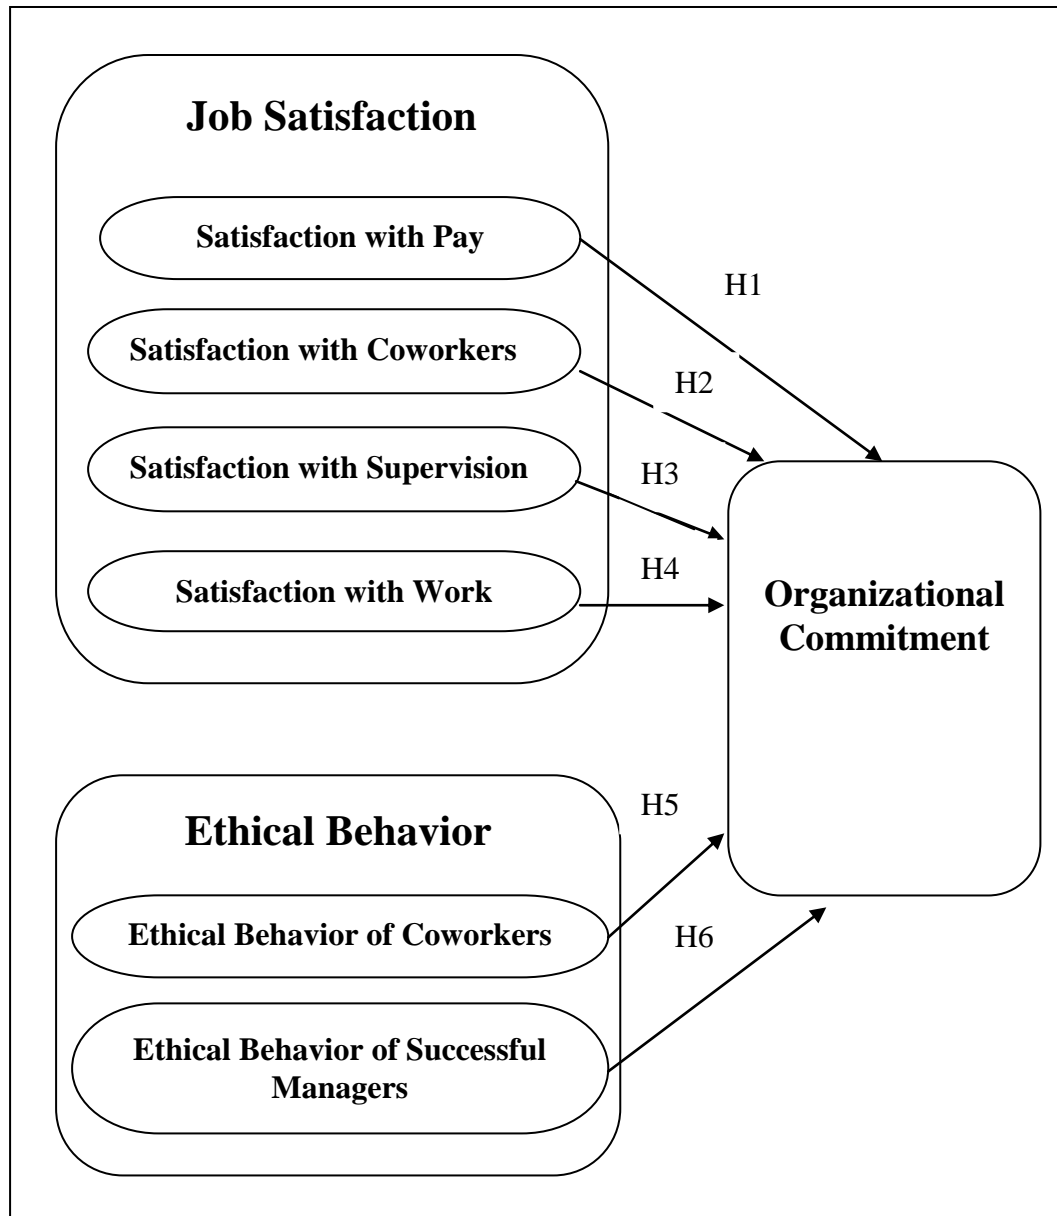 Job Satisfaction
Satisfaction with Pay
H1
Satisfaction with Coworkers
H2
Satisfaction with Supervision
H3
Satisfaction with Work
H4
Organizational
Commitment
Ethical Behavior
H5
Ethical Behavior of Coworkers
H6
Ethical Behavior of Successful
Managers